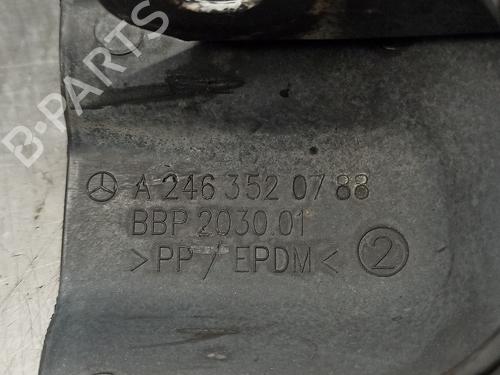 B-PARTS
A 246 352 07 88
BBP 2030.01
>PP / EPDM< 2